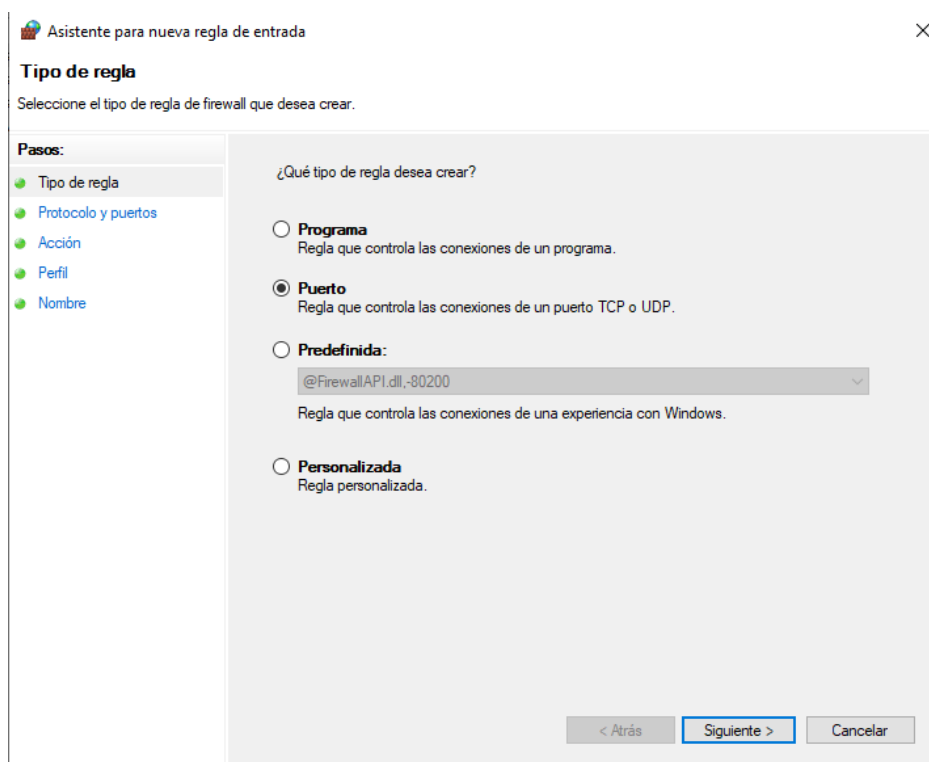 Asistente para nueva regla de entrada
Tipo de regla
Seleccione el tipo de regla de firewall que desea crear.
Pasos:
Tipo de regla
Protocolo y puertos
Acción
Perfil
Nombre
¿Qué tipo de regla desea crear?
Programa
Regla que controla las conexiones de un programa.
Puerto
Regla que controla las conexiones de un puerto TCP o UDP.
Predefinida:
@FirewallAPI.dll,-80200
Regla que controla las conexiones de una experiencia con Windows.
Personalizada
Regla personalizada.
< Atrás
Siguiente >
Cancelar